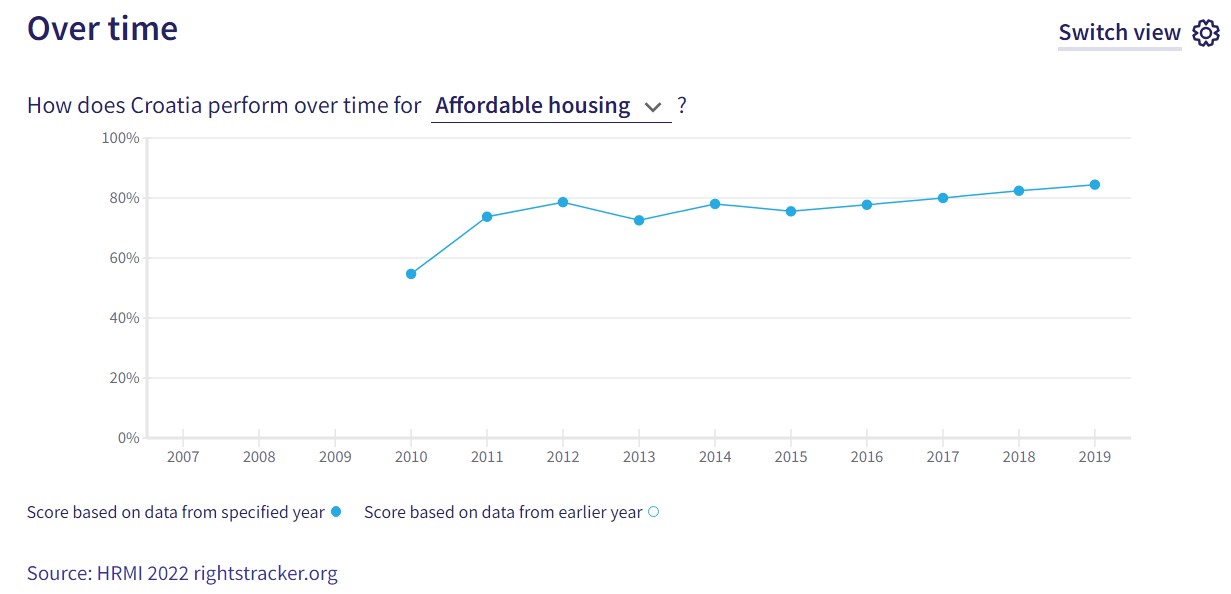 Over time
Switch view
How does Croatia perform over time for Affordable housing ?
100%
80%
60%
40%
20%
0%
2007 2008 2009 2010 2011 2012 2013 2014 2015 2016 2017 2018 2019
Score based on data from specified year Score based on data from earlier year
Source: HRMI 2022 rightstracker.org